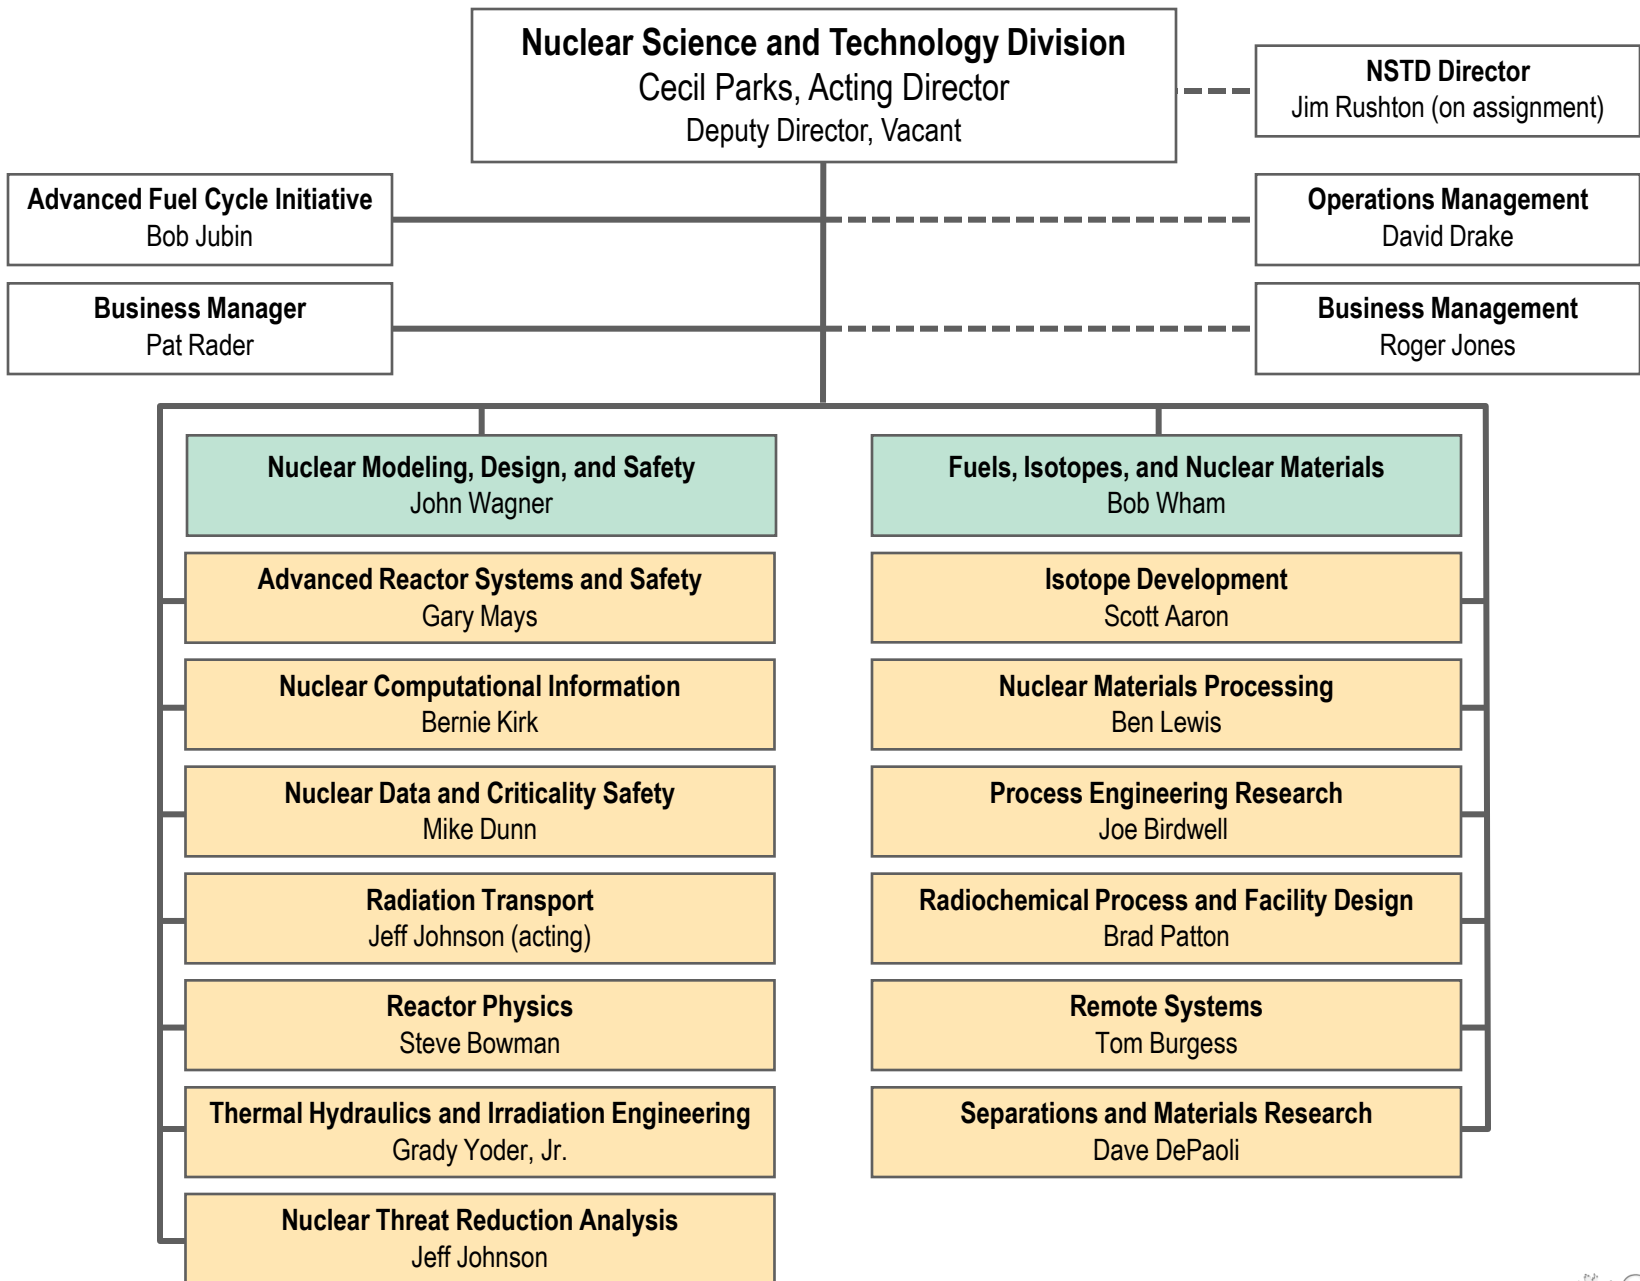 Nuclear Science and Technology Division
Cecil Parks, Acting Director
Deputy Director, Vacant
NSTD Director
Jim Rushton (on assignment)
Advanced Fuel Cycle Initiative
Bob Jubin
Operations Management
David Drake
Business Manager
Pat Rader
Business Management
Roger Jones
Nuclear Modeling, Design, and Safety
John Wagner
Advanced Reactor Systems and Safety
Gary Mays
Nuclear Computational Information
Bernie Kirk
Nuclear Data and Criticality Safety
Mike Dunn
Radiation Transport
Jeff Johnson (acting)
Reactor Physics
Steve Bowman
Thermal Hydraulics and Irradiation Engineering
Grady Yoder, Jr.
Nuclear Threat Reduction Analysis
Jeff Johnson
Fuels, Isotopes, and Nuclear Materials
Bob Wham
Isotope Development
Scott Aaron
Nuclear Materials Processing
Ben Lewis
Process Engineering Research
Joe Birdwell
Radiochemical Process and Facility Design
Brad Patton
Remote Systems
Tom Burgess
Separations and Materials Research
Dave DePaoli